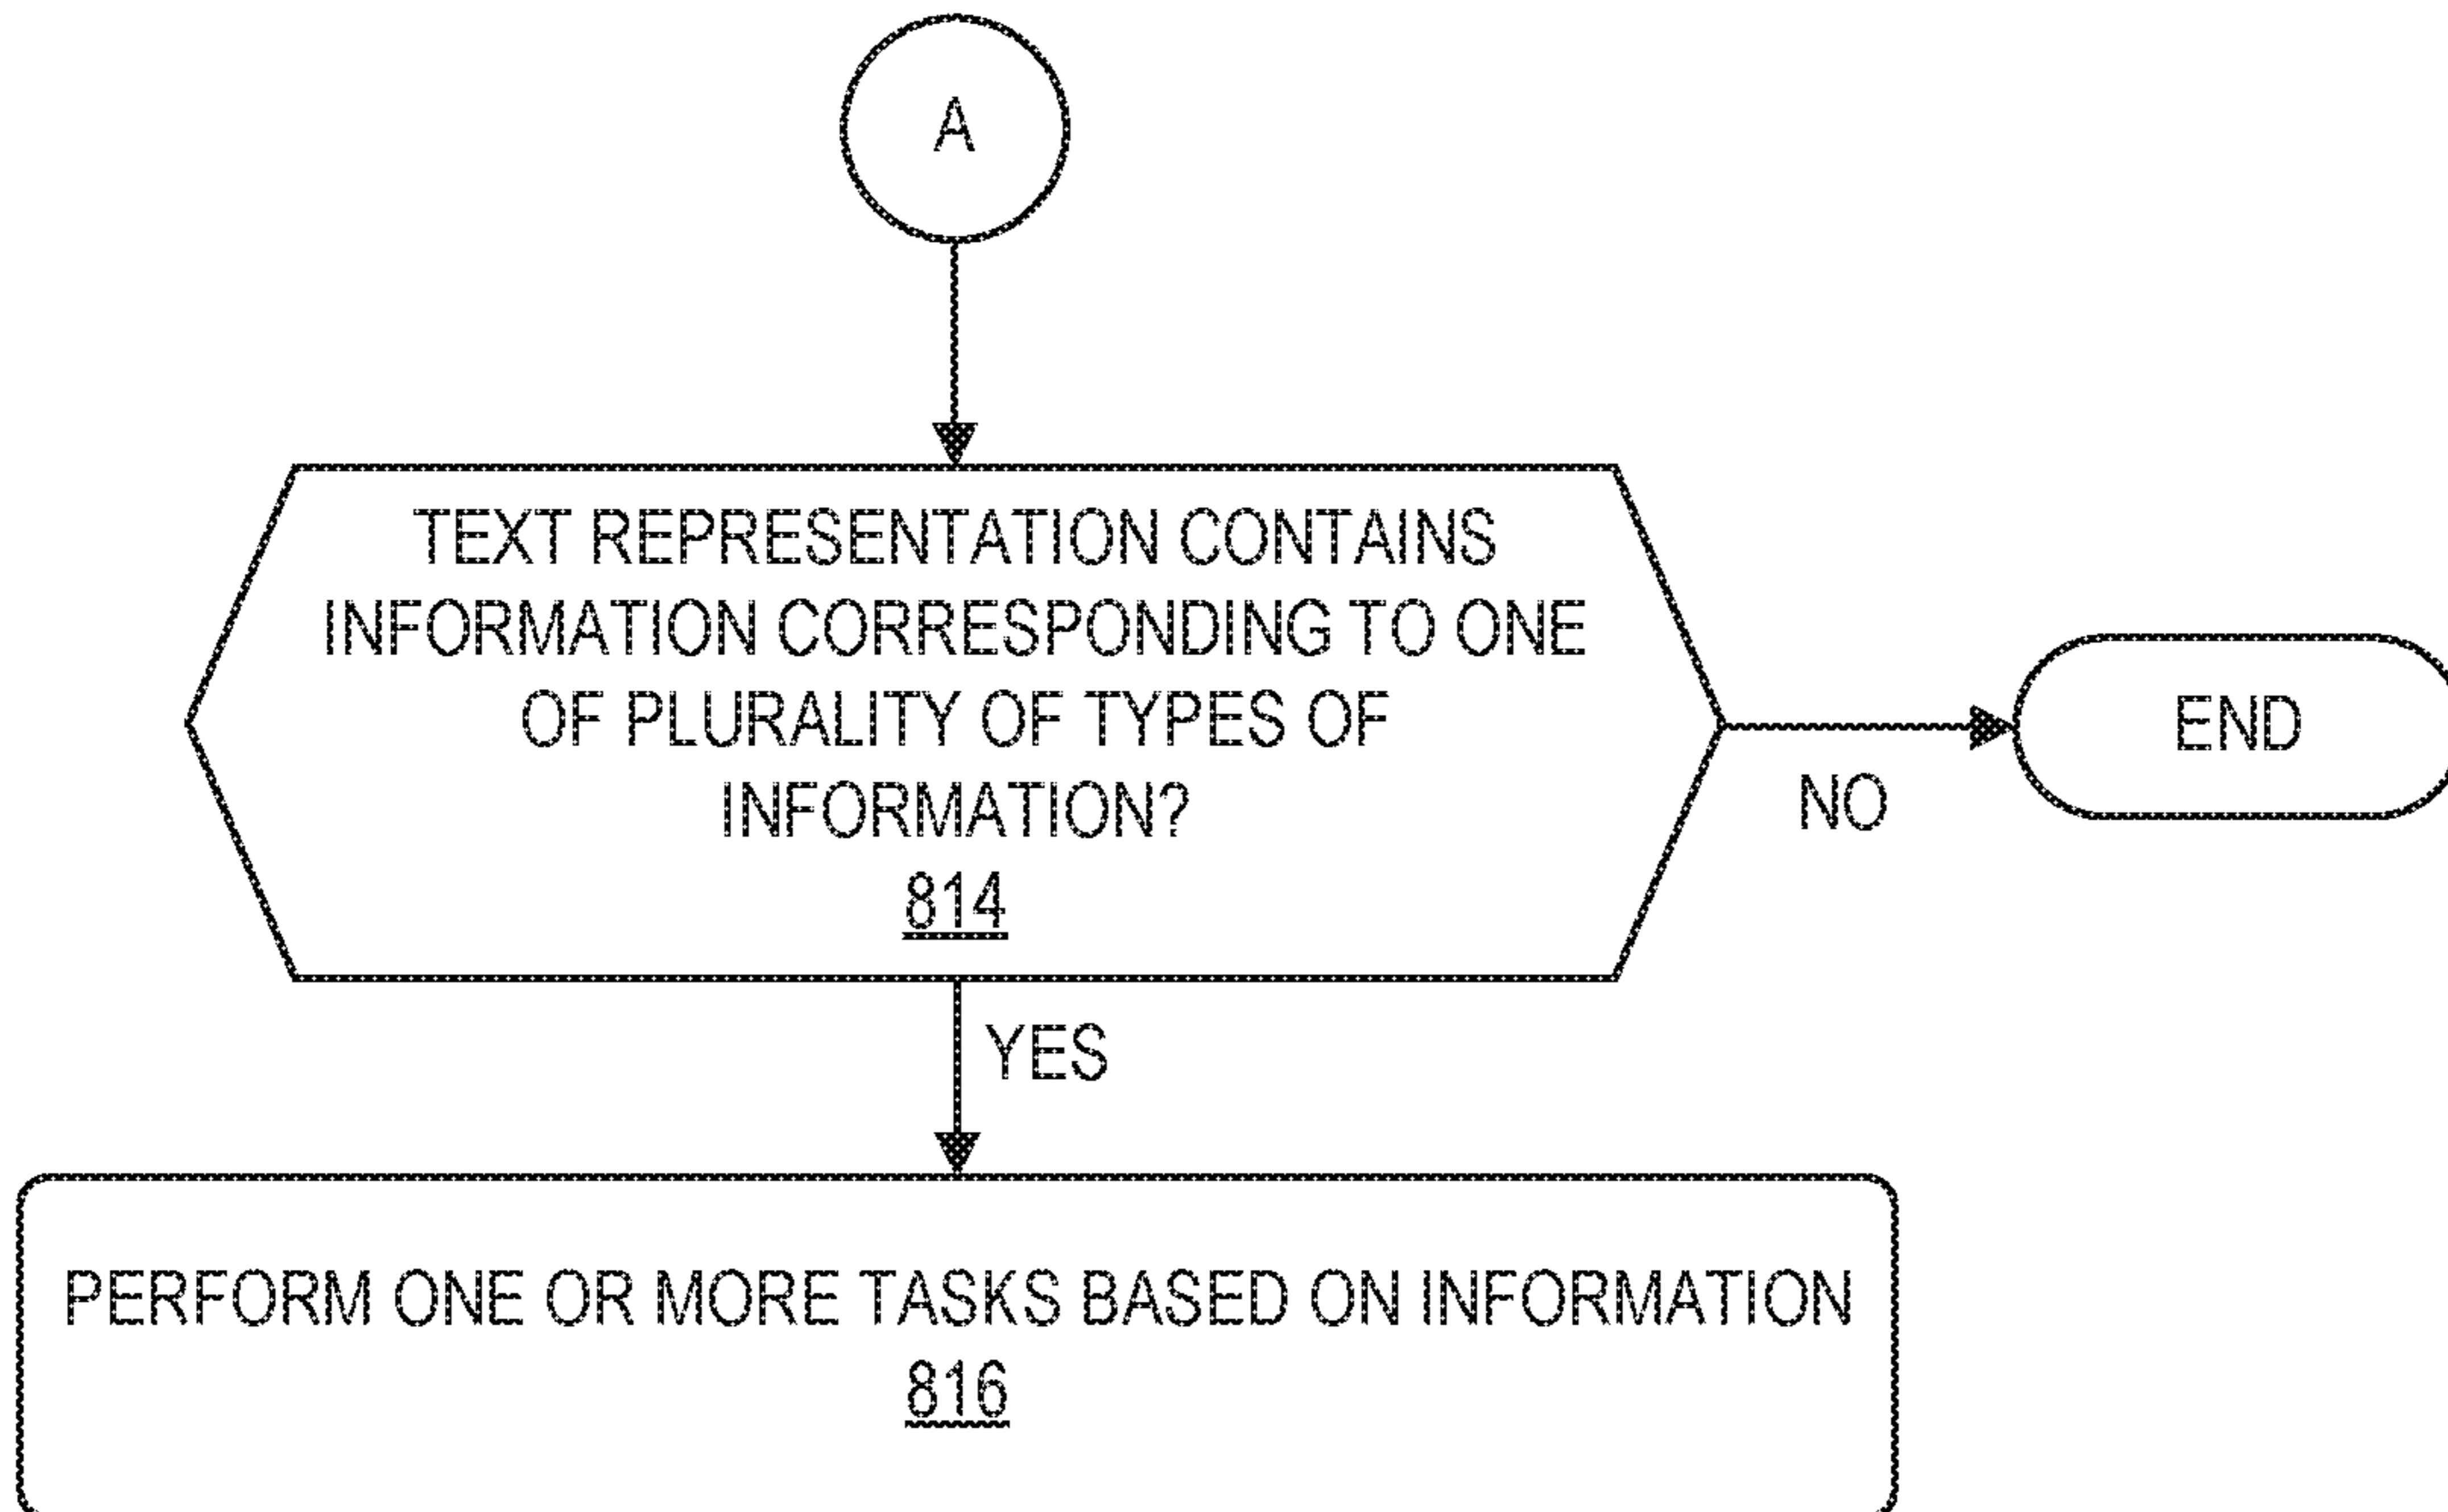 A
TEXT REPRESENTATION CONTAINS
INFORMATION CORRESPONDING TO ONE
OF PLURALITY OF TYPES OF
INFORMATION?
814
NO
END
YES
PERFORM ONE OR MORE TASKS BASED ON INFORMATION
816